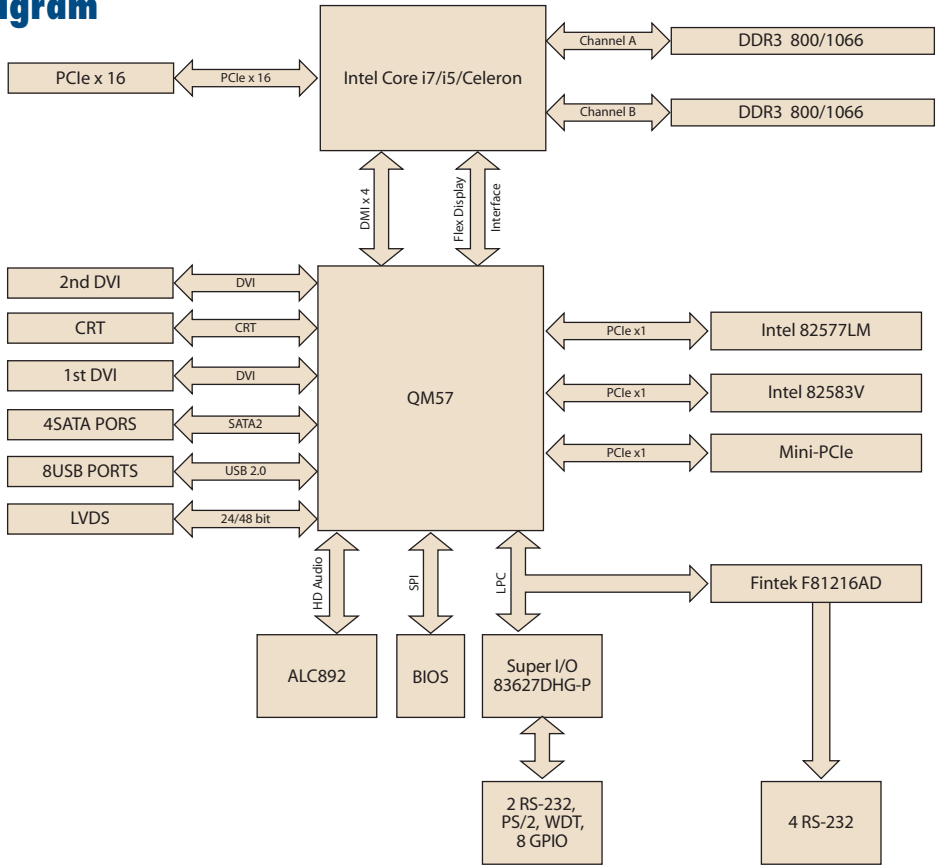 agram
PCIe x 16
PCIe x 16
Intel Core i7/i5/Celeron
Channel A
DDR3 800/1066
Channel B
DDR3 800/1066
DMI x 4
Flex Display
Interface
2nd DVI
DVI
CRT
CRT
1st DVI
DVI
4SATA PORS
SATA2
8USB PORTS
USB 2.0
LVDS
24/48 bit
QM57
PCIe x1
Intel 82577LM
PCIe x1
Intel 82583V
PCIe x1
Mini-PCIe
HD Audio
SPI
LPC
Fintek F81216AD
ALC892
BIOS
Super I/O
83627DHG-P
2 RS-232,
PS/2, WDT,
8 GPIO
4 RS-232